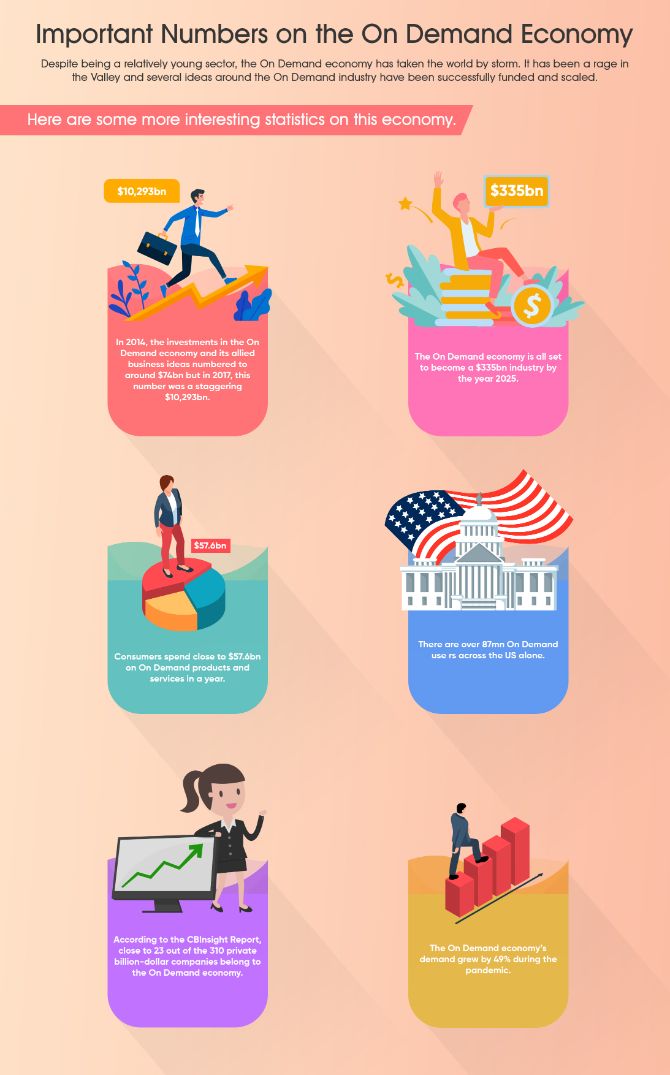 Important Numbers on the On Demand Economy
Despite being a relatively young sector, the On Demand economy has taken the world by storm. It has been a rage in
the Valley and several ideas around the On Demand industry have been successfully funded and scaled.
Here are some more interesting statistics on this economy.
$10,293bn
In 2014, the investments in the On
Demand economy and its allied
business ideas numbered to
around $74bn but in 2017, this
number was a staggering
$10,293bn.
$335bn
The On Demand economy is all set
to become a $335bn industry by
the year 2025.
$57.6bn
Consumers spend close to $57.6bn
on On Demand products and
services in a year.
There are over 87mn On Demand
use rs across the US alone.
According to the CBInsight Report,
close to 23 out of the 310 private
billion-dollar companies belong to
the On Demand economy.
The On Demand economy's
demand grew by 49% during the
pandemic.